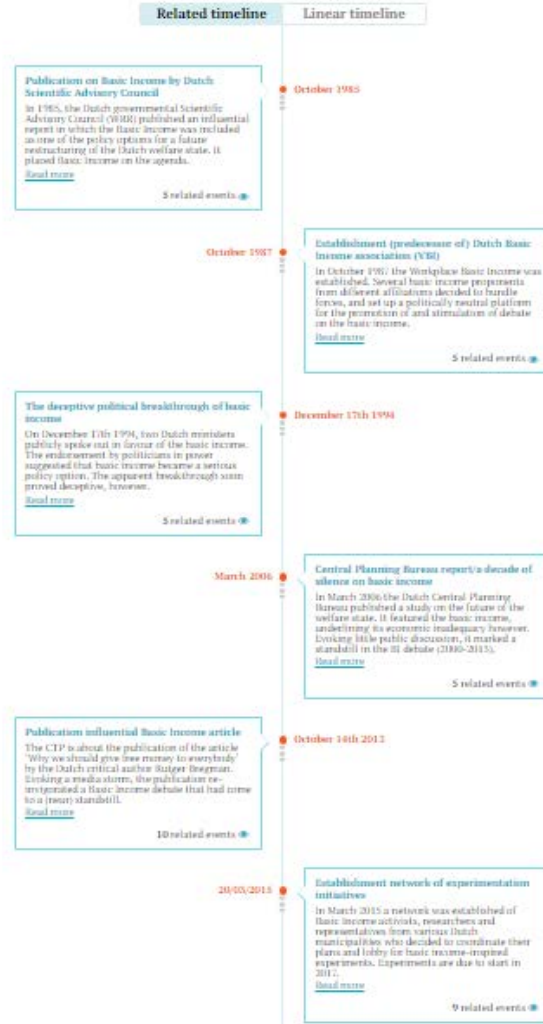 Related timeline
Linear timeline
Publication on Basic Income by Dutch
Scientific Advisory Council
October 1985
In 1985, the Dutch governmental Scientific
Advisory Council (WRR) published an influential
report in which the Basic Income was included
as one of the policy options for a future
restructuring of the Dutch welfare state. It
placed Basic Income on the agenda.
Read more
5 related events
October 1987
Establishment (predecessor of) Dutch Basic
Income association (VBI)
In October 1987 the Workplace Basic Income was
established. Several basic income proponents
from different affiliations decided to bundle
forces, and set up a politically neutral platform
for the promotion of and stimulation of debate
on the basic income.
Read more
5 related events
The deceptive political breakthrough of basic
income
December 17th 1994
On December 17th 1994, two Dutch ministers
publicly spoke out in favour of the basic income.
The endorsement by politicians in power
suggested that basic income became a serious
policy option. The apparent breakthrough soon
proved deceptive, however.
Read more
5 related events
March 2006
Central Planning Bureau report/a decade of
silence on basic income
In March 2006 the Dutch Central Planning
Bureau published a study on the future of the
welfare state. It featured the basic income,
underlining its economic inadequacy however.
Evoking little public discussion, it marked a
standstill in the BI debate (2000-2013).
Read more
5 related events
Publication influential Basic Income article
October 14th 2013
The CTP is about the publication of the article
'Why we should give free money to everybody'
by the Dutch critical author Rutger Bregman.
Evoking a media storm, the publication re-
invigorated a Basic Income debate that had come
to a (near) standstill.
Read more
10 related events
20/03/2015
Establishment network of experimentation
initiatives
In March 2015 a network was established of
Basic Income activists, researchers and
representatives from various Dutch
municipalities who decided to coordinate their
plans and lobby for basic income-inspired
experiments. Experiments are due to start in
2017.
Read more
9 related events